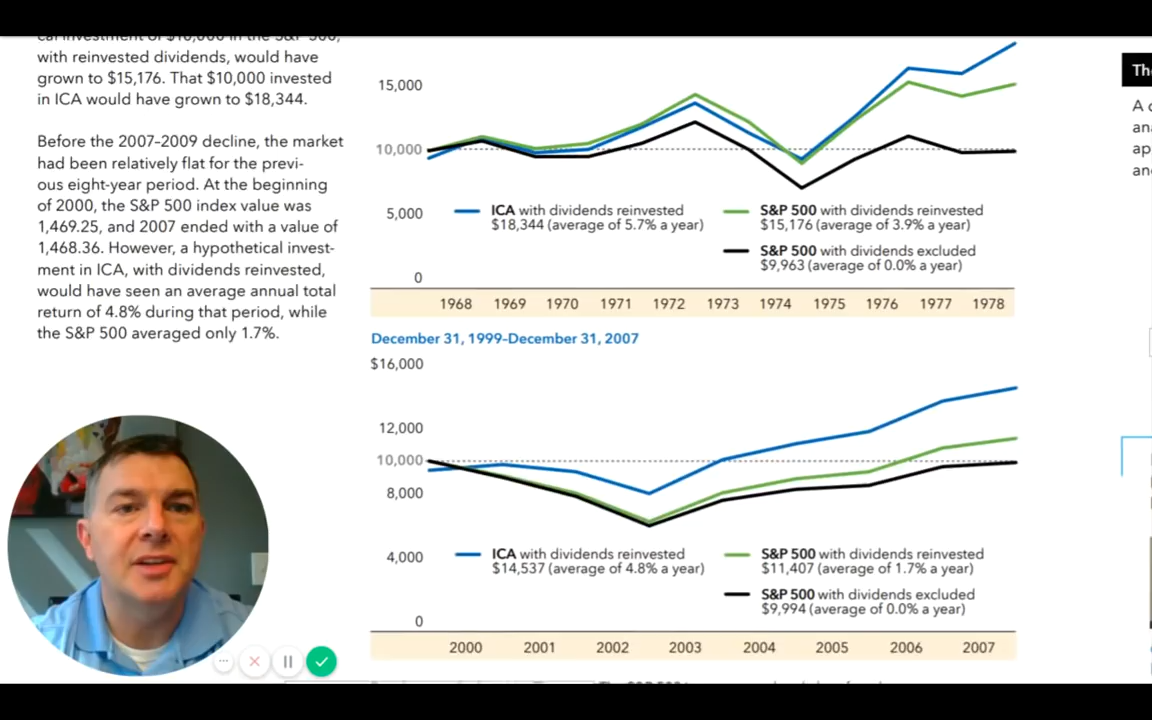 with reinvested dividends, would have
grown to $15,176. That $10,000 invested
in ICA would have grown to $18,344.
Before the 2007–2009 decline, the market
had been relatively flat for the previ-
ous eight-year period. At the beginning
of 2000, the S&P 500 index value was
1,469.25, and 2007 ended with a value of
1,468.36. However, a hypothetical invest-
ment in ICA, with dividends reinvested,
would have seen an average annual total
return of 4.8% during that period, while
the S&P 500 averaged only 1.7%.
15,000
10,000
5,000
0
ICA with dividends reinvested
$18,344 (average of 5.7% a year)
S&P 500 with dividends reinvested
$15,176 (average of 3.9% a year)
S&P 500 with dividends excluded
$9,963 (average of 0.0% a year)
1968 1969 1970 1971 1972 1973 1974 1975 1976 1977 1978
December 31, 1999–December 31, 2007
$16,000
12,000
10,000
8,000
4,000
0
ICA with dividends reinvested
$14,537 (average of 4.8% a year)
S&P 500 with dividends reinvested
$11,407 (average of 1.7% a year)
S&P 500 with dividends excluded
$9,994 (average of 0.0% a year)
2000 2001 2002 2003 2004 2005 2006 2007